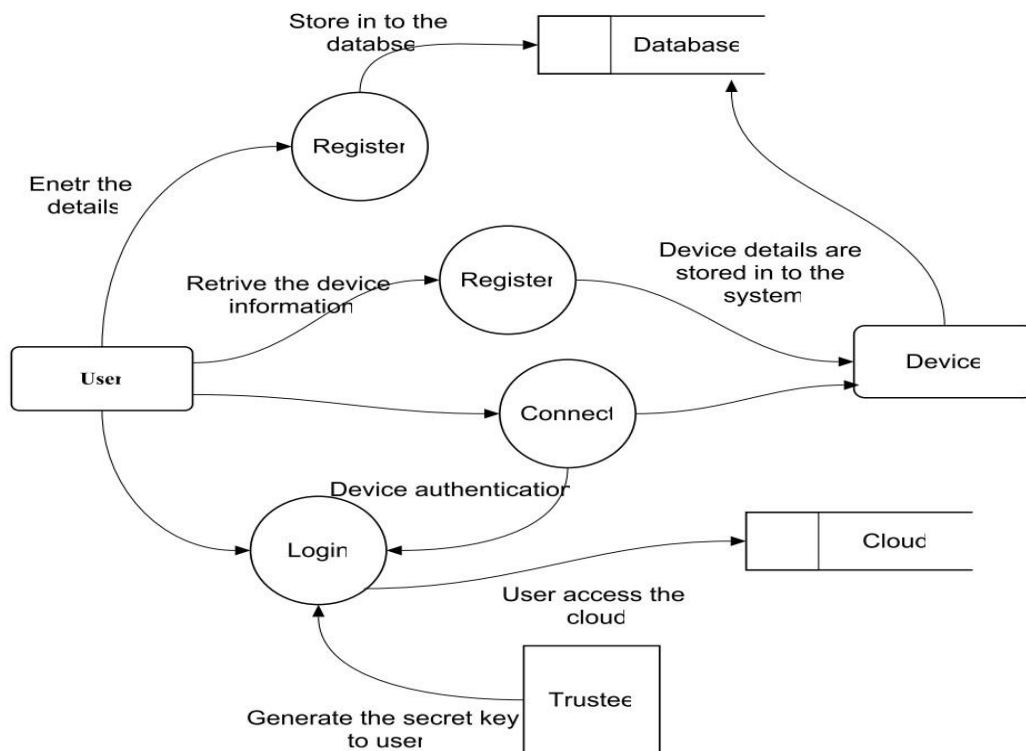 Store in to the
databse
Database
Register
Enetr the
details
Retrive the device
information
Register
Device details are
stored in to the
system
User
Device
Connect
Device authentication
Login
Cloud
User access the
cloud
Trustee
Generate the secret key
to user